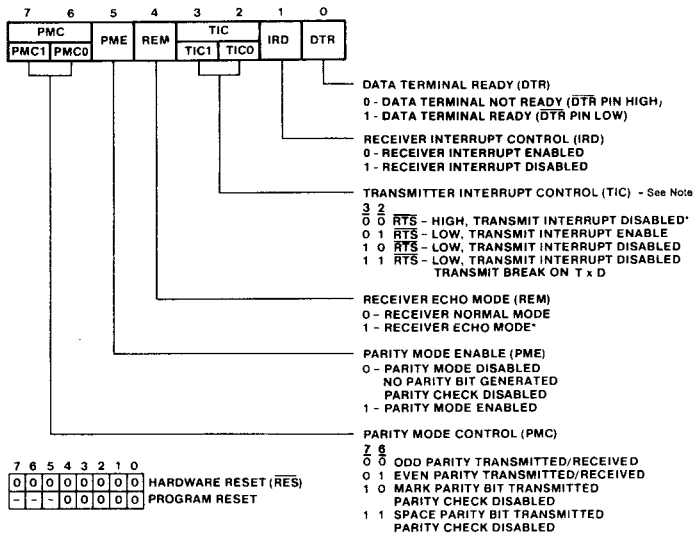 7 6 5 4 3 2 1 0
PMC PME REM TIC IRD DTR
PMC1 PMC0 TIC1 TIC0
DATA TERMINAL READY (DTR)
0 - DATA TERMINAL NOT READY (DTR PIN HIGH)
1 - DATA TERMINAL READY (DTR PIN LOW)
RECEIVER INTERRUPT CONTROL (IRD)
0 - RECEIVER INTERRUPT ENABLED
1 - RECEIVER INTERRUPT DISABLED
TRANSMITTER INTERRUPT CONTROL (TIC) - See Note
3 2
0 0 RTS - HIGH, TRANSMIT INTERRUPT DISABLED*
0 1 RTS - LOW, TRANSMIT INTERRUPT ENABLE
1 0 RTS - LOW, TRANSMIT INTERRUPT DISABLED
1 1 RTS - LOW, TRANSMIT INTERRUPT DISABLED
TRANSMIT BREAK ON T x D
RECEIVER ECHO MODE (REM)
0 - RECEIVER NORMAL MODE
1 - RECEIVER ECHO MODE*
PARITY MODE ENABLE (PME)
0 - PARITY MODE DISABLED
NO PARITY BIT GENERATED
PARITY CHECK DISABLED
1 - PARITY MODE ENABLED
PARITY MODE CONTROL (PMC)
7 6
0 0 ODD PARITY TRANSMITTED/RECEIVED
0 1 EVEN PARITY TRANSMITTED/RECEIVED
1 0 MARK PARITY BIT TRANSMITTED
PARITY CHECK DISABLED
1 1 SPACE PARITY BIT TRANSMITTED
PARITY CHECK DISABLED
7 6 5 4 3 2 1 0
0 0 0 0 0 0 0 0 HARDWARE RESET (RES)
- - - 0 0 0 0 0 PROGRAM RESET